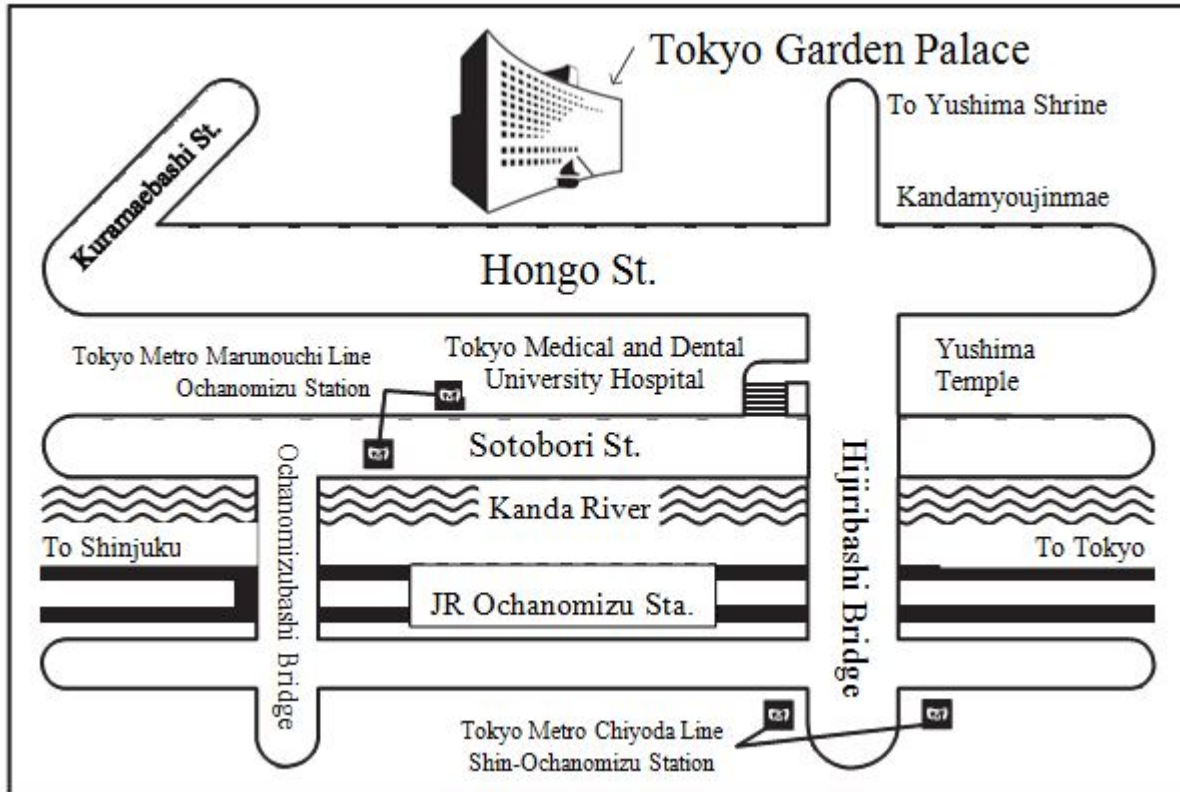 Tokyo Garden Palace
To Yushima Shrine
Kuramaebashi St.
Kandamyoujinmae
Hongo St.
Tokyo Metro Marunouchi Line
Ochanomizu Station
Tokyo Medical and Dental
University Hospital
Yushima
Temple
Sotobori St.
Ochanomizubashi Bridge
Hijiribashi Bridge
Kanda River
To Shinjuku
To Tokyo
JR Ochanomizu Sta.
Tokyo Metro Chiyoda Line
Shin-Ochanomizu Station